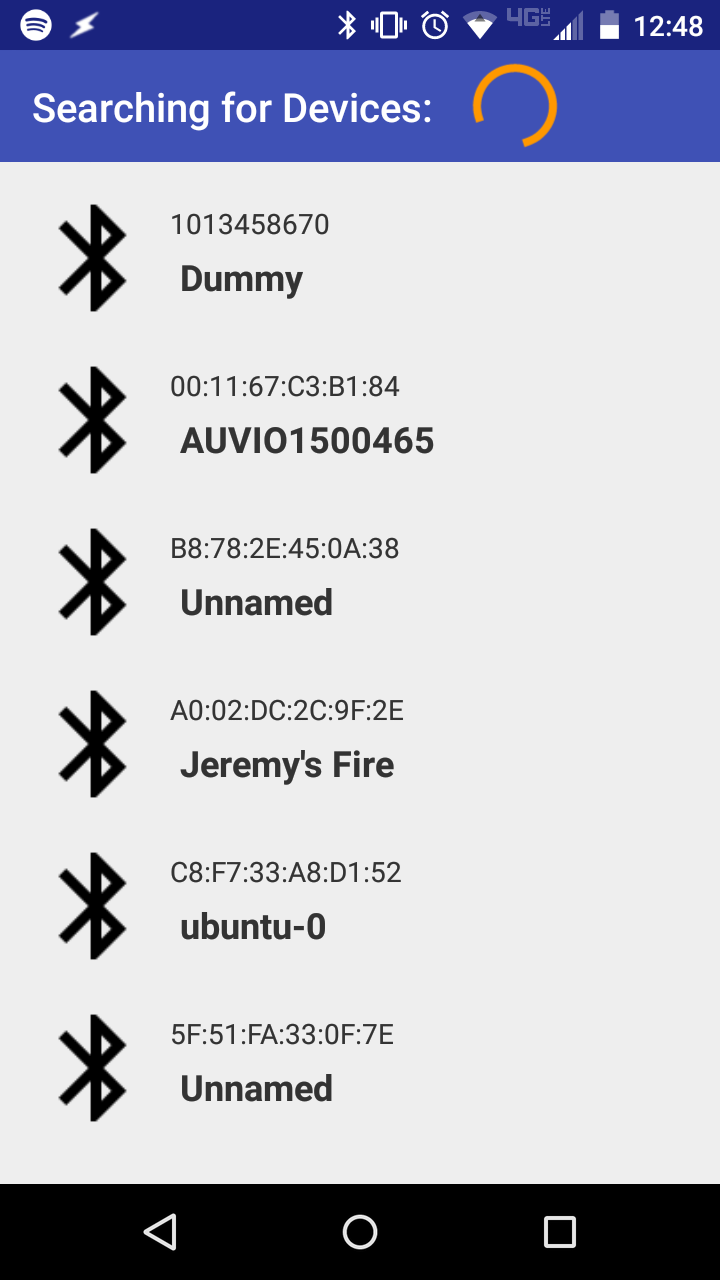 4G LTE 12:48
Searching for Devices:
1013458670
Dummy
00:11:67:C3:B1:84
AUVIO1500465
B8:78:2E:45:0A:38
Unnamed
A0:02:DC:2C:9F:2E
Jeremy's Fire
C8:F7:33:A8:D1:52
ubuntu-0
5F:51:FA:33:0F:7E
Unnamed